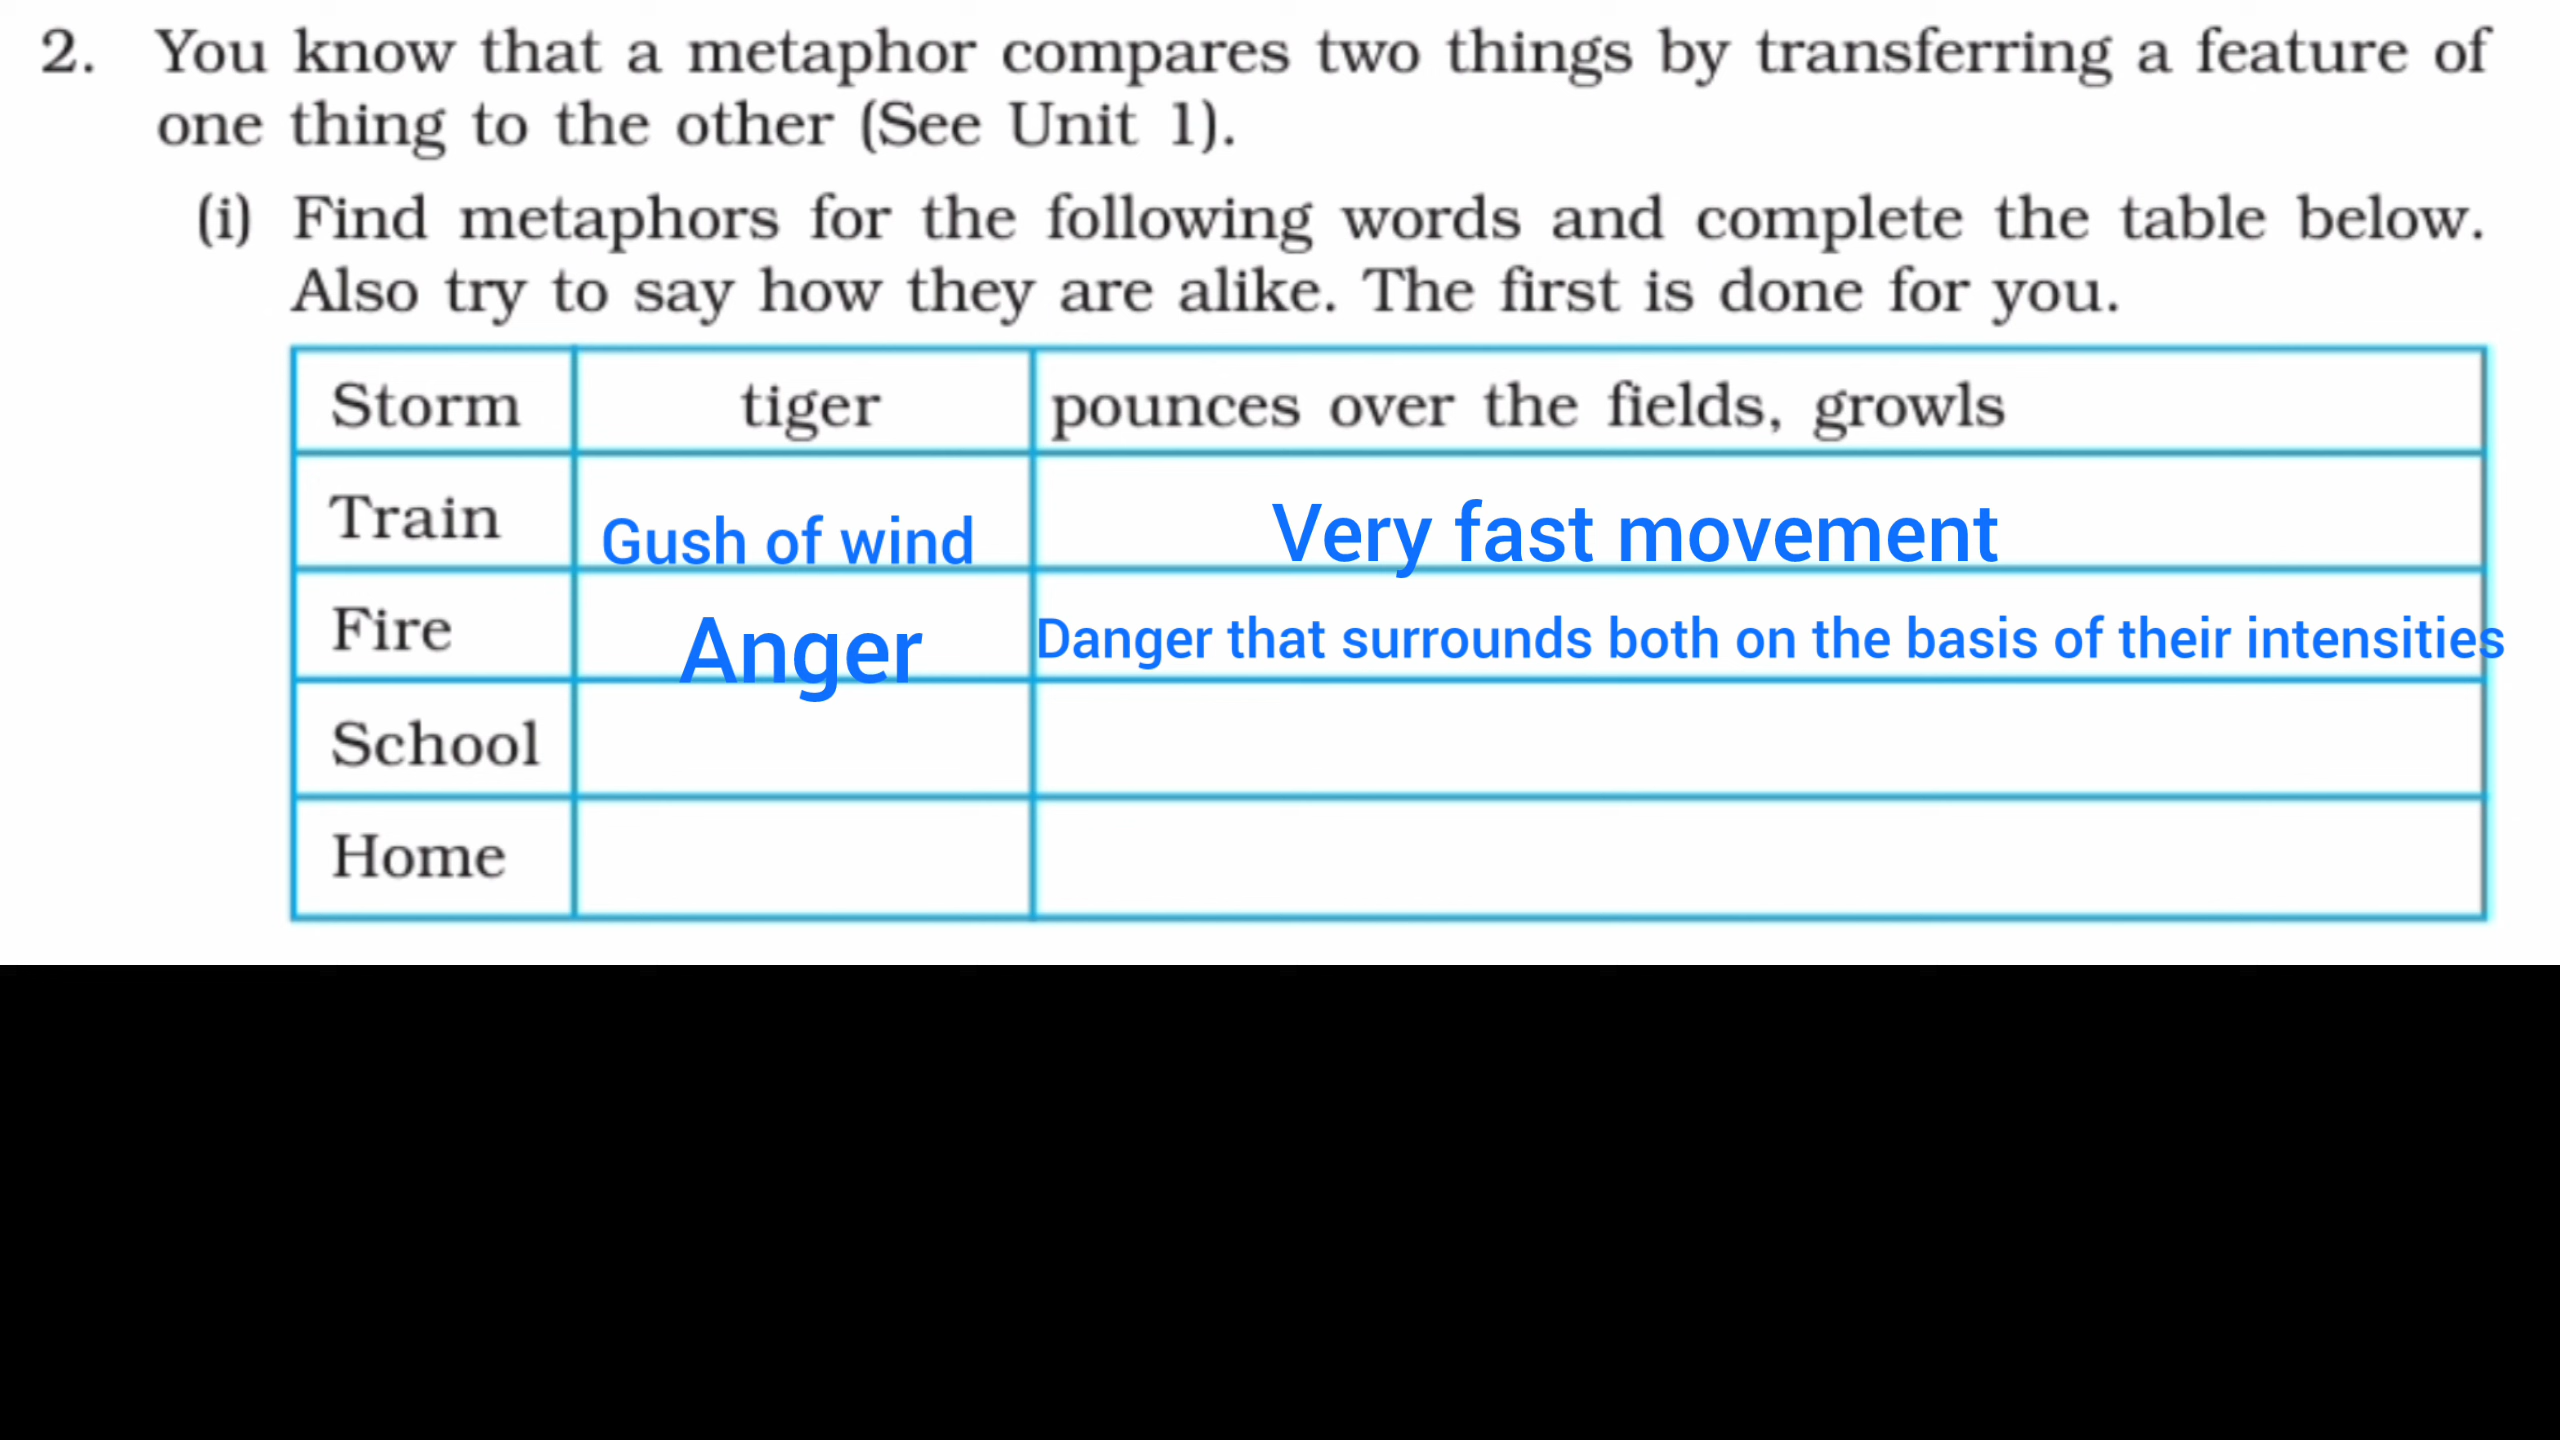 2. You know that a metaphor compares two things by transferring a feature of
one thing to the other (See Unit 1).
(i) Find metaphors for the following words and complete the table below.
Also try to say how they are alike. The first is done for you.
Storm tiger pounces over the fields, growls
Train Gush of wind Very fast movement
Fire Anger Danger that surrounds both on the basis of their intensities
School
Home